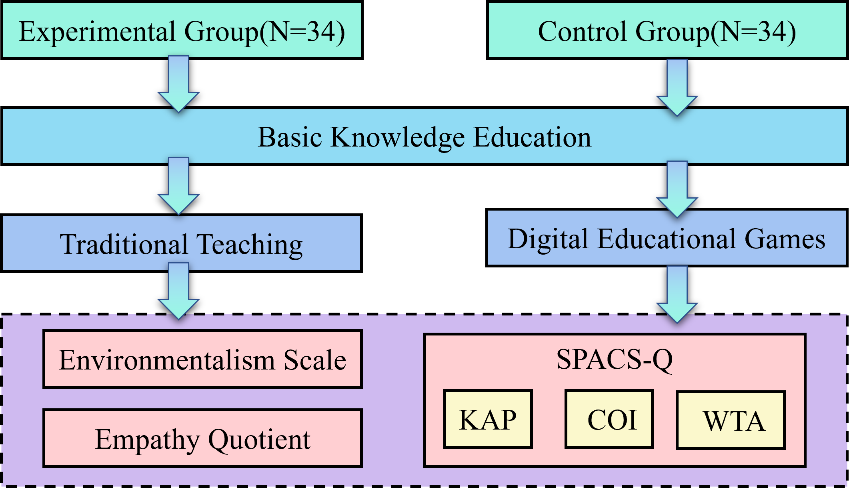 Experimental Group(N=34)
Control Group(N=34)
Basic Knowledge Education
Traditional Teaching
Digital Educational Games
Environmentalism Scale
Empathy Quotient
SPACS-Q
KAP
COI
WTA